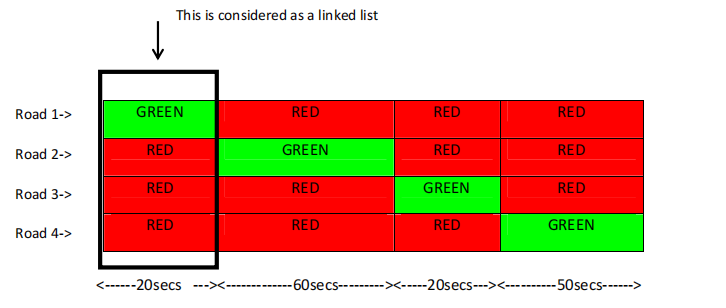 This is considered as a linked list
Road 1-> GREEN RED RED RED
Road 2-> RED GREEN RED RED
Road 3-> RED RED GREEN RED
Road 4-> RED RED RED GREEN
<------20secs --><-------------60secs---------><-----20secs---><----------50secs------>